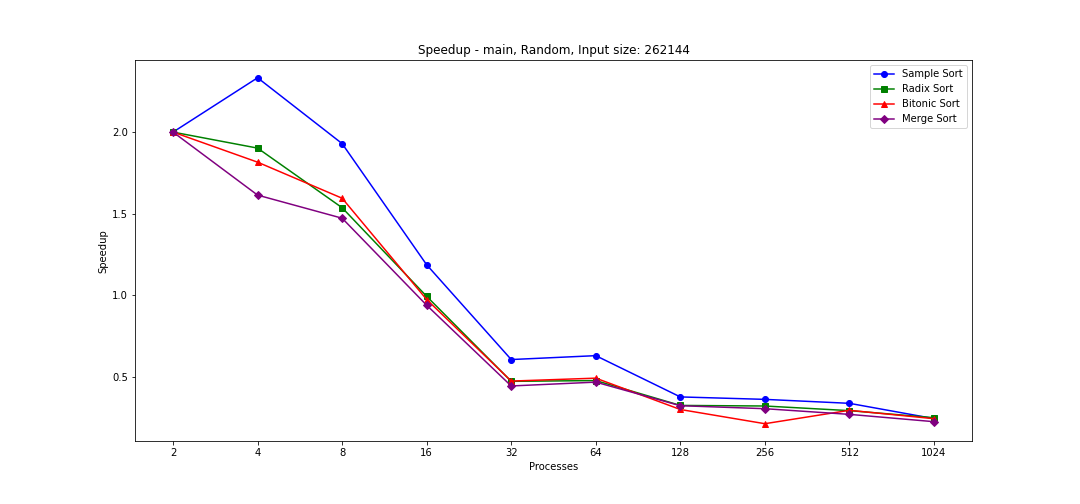 Speedup - main, Random, Input size: 262144
Sample Sort
Radix Sort
Bitonic Sort
Merge Sort
Speedup
2.0
1.5
1.0
0.5
2 4 8 16 32 64 128 256 512 1024
Processes